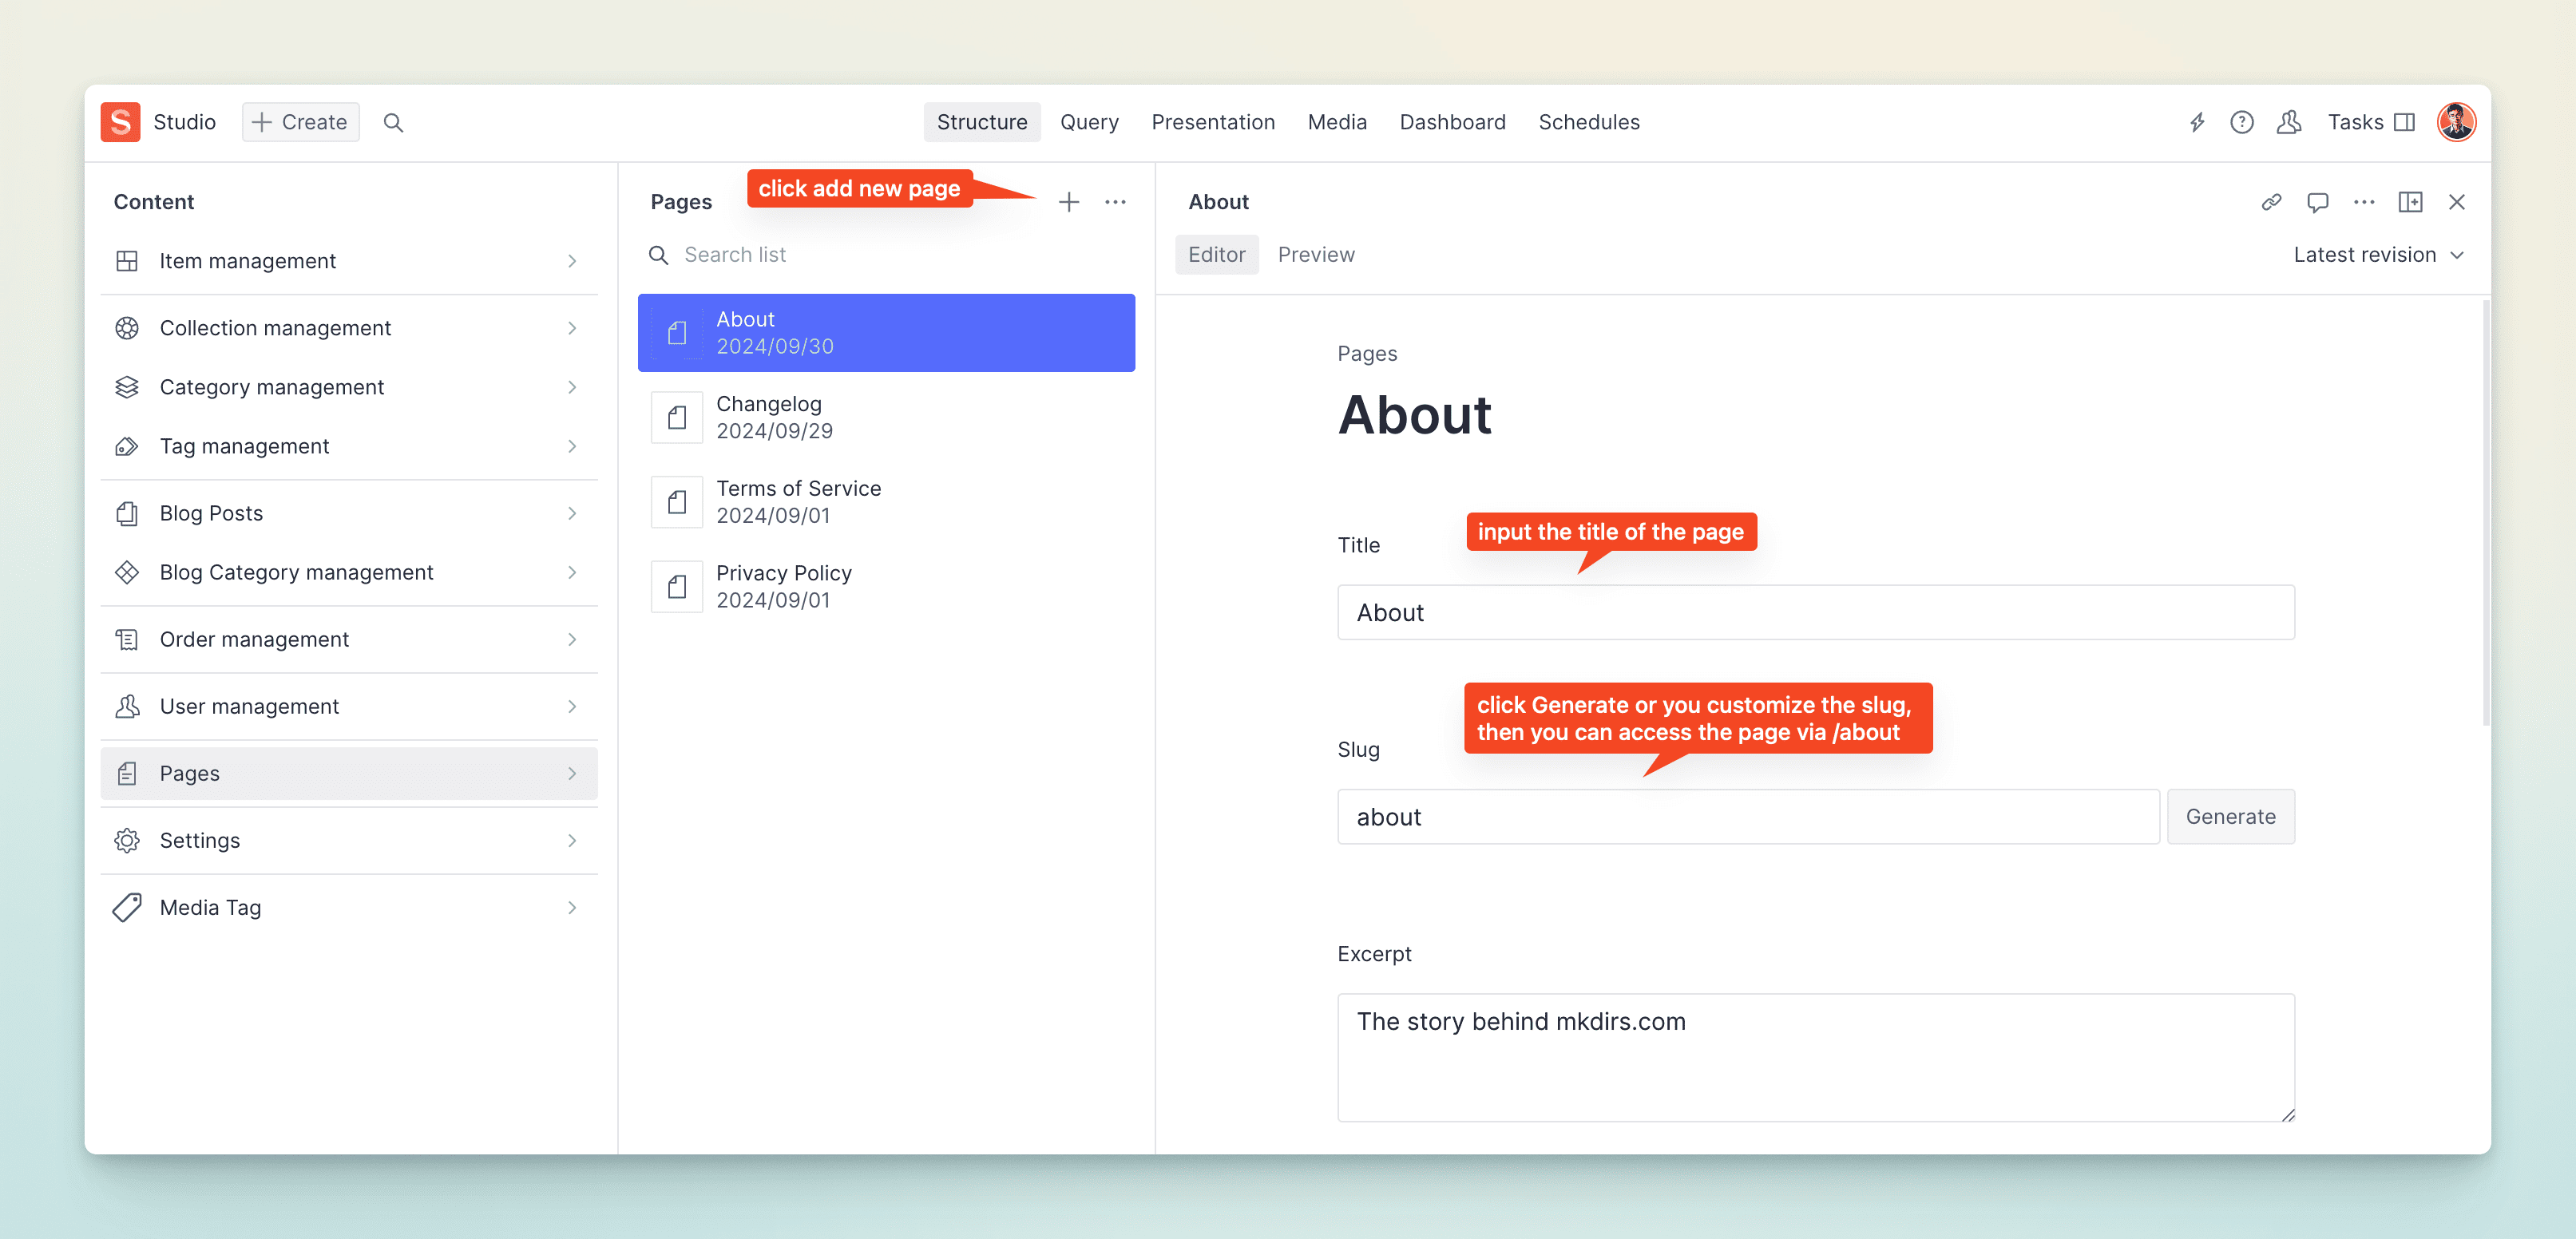 S Studio
Create
Structure
Query
Presentation
Media
Dashboard
Schedules
Tasks
Content
Item management
Collection management
Category management
Tag management
Blog Posts
Blog Category management
Order management
User management
Pages
Settings
Media Tag
Pages
click add new page
Search list
About
2024/09/30
Changelog
2024/09/29
Terms of Service
2024/09/01
Privacy Policy
2024/09/01
About
Editor
Preview
Latest revision
Pages
About
input the title of the page
Title
About
click Generate or you customize the slug,
then you can access the page via /about
Slug
about
Generate
Excerpt
The story behind mkdirs.com